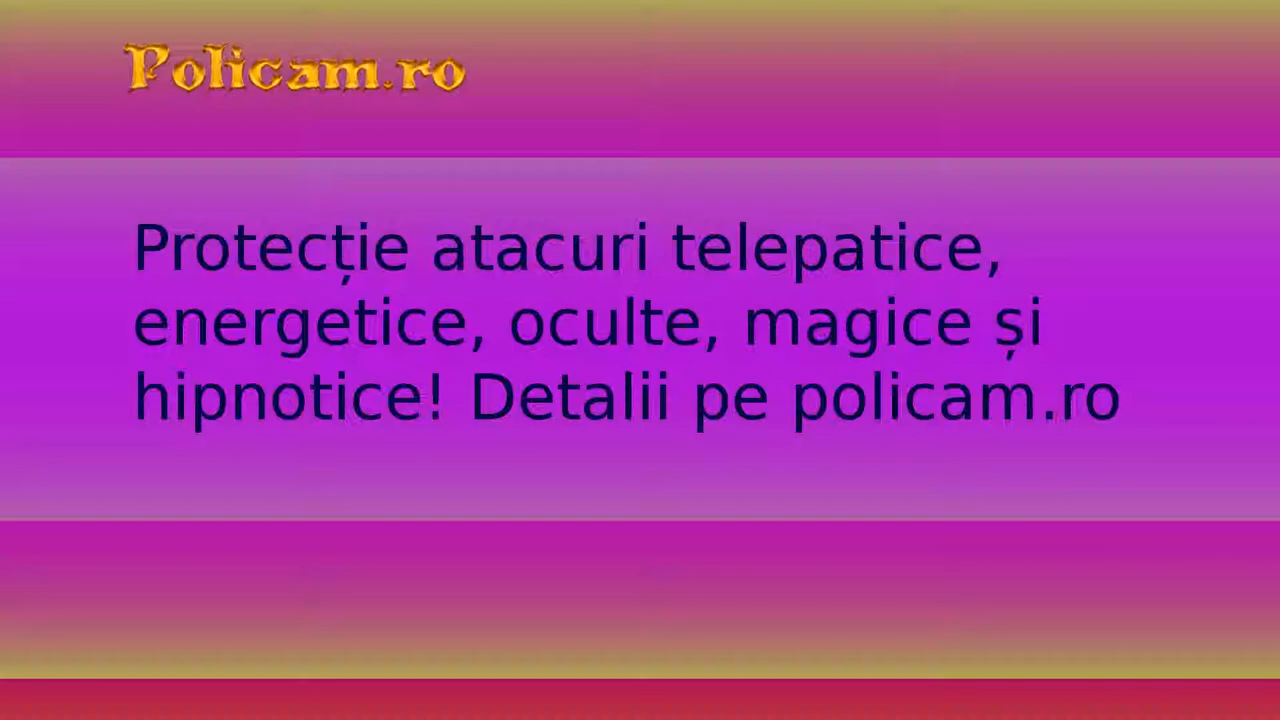 Policam.ro
Protecție atacuri telepatice,
energetice, oculte, magice și
hipnotice! Detalii pe policam.ro